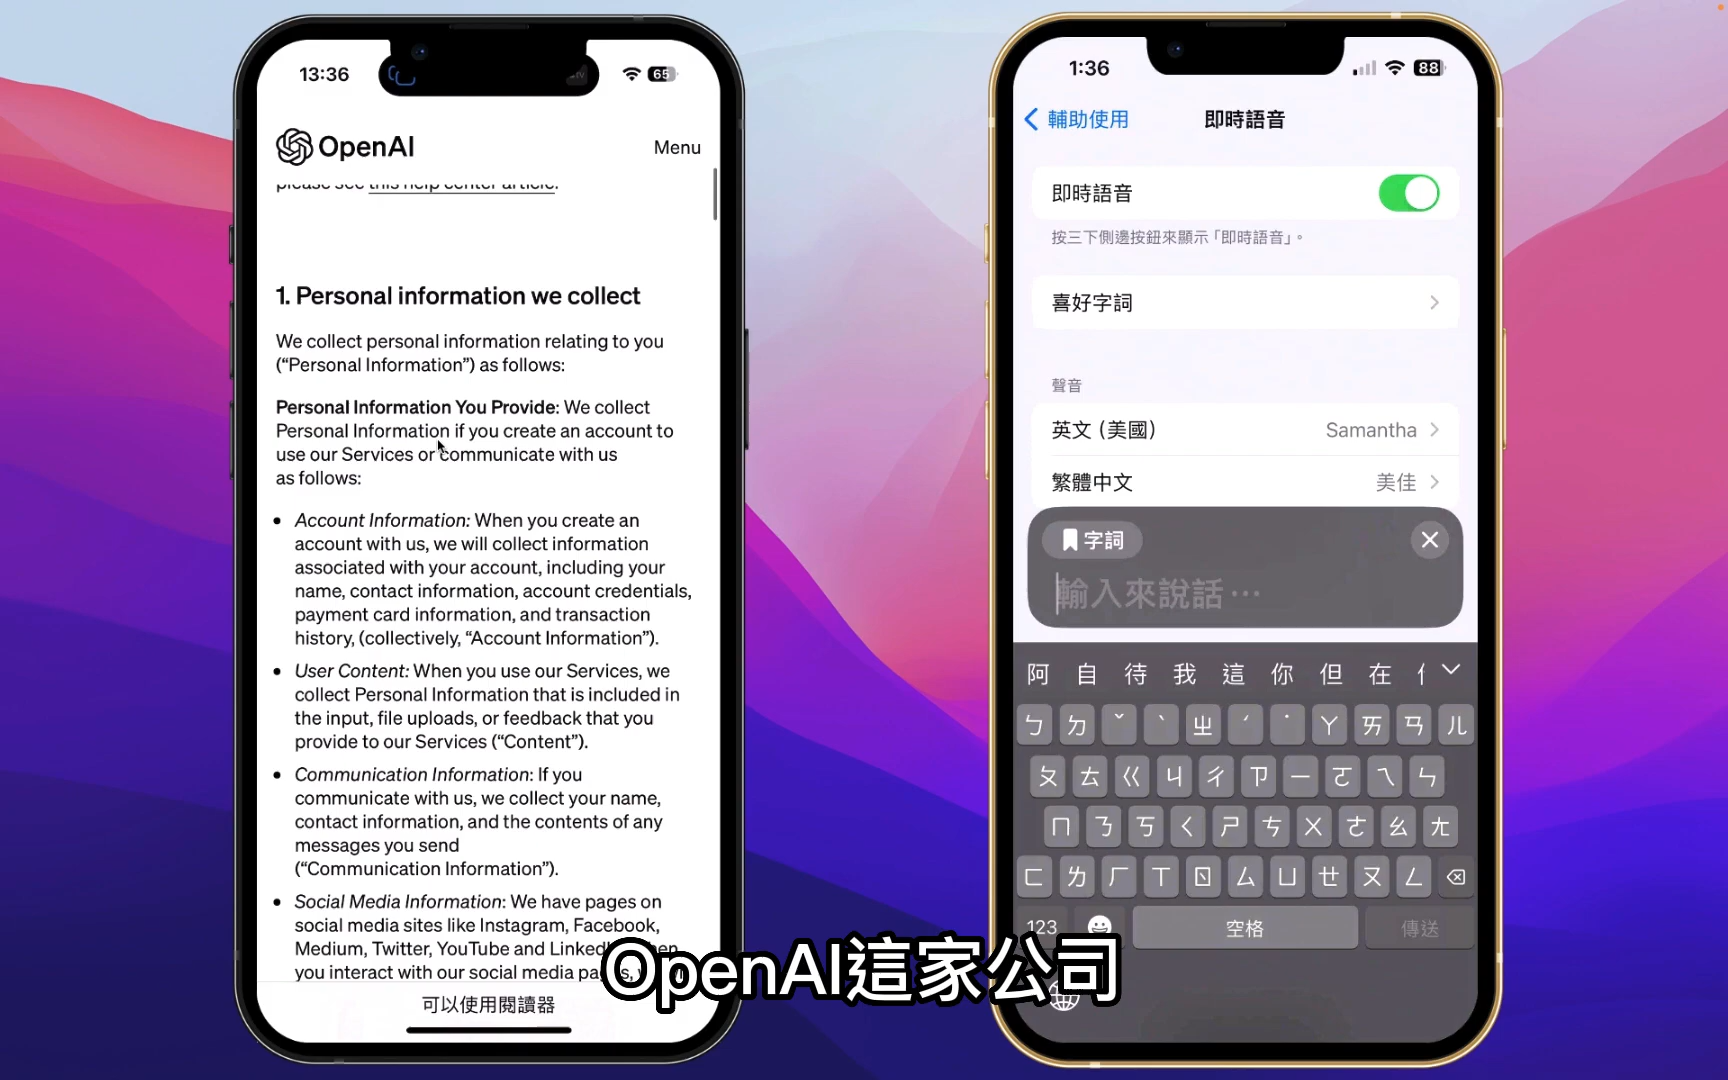 13:36
65
OpenAI
Menu
please see this help center article.
1. Personal information we collect
We collect personal information relating to you
(“Personal Information”) as follows:
Personal Information You Provide: We collect
Personal Information if you create an account to
use our Services or communicate with us
as follows:
• Account Information: When you create an
account with us, we will collect information
associated with your account, including your
name, contact information, account credentials,
payment card information, and transaction
history, (collectively, “Account Information”).
• User Content: When you use our Services, we
collect Personal Information that is included in
the input, file uploads, or feedback that you
provide to our Services (“Content”).
• Communication Information: If you
communicate with us, we collect your name,
contact information, and the contents of any
messages you send
(“Communication Information”).
• Social Media Information: We have pages on
social media sites like Instagram, Facebook,
Medium, Twitter, YouTube and
you interact with our social media
可以使用閱讀器
1:36
88
輔助使用
即時語音
即時語音
按三下側邊按鈕來顯示「即時語音」。
喜好字詞
聲音
英文（美國）
Samantha
繁體中文
美佳
字詞
輸入來說話⋯
阿 自 待 我 這 你 但 在
ㄅ ㄉ ˇ ˋ ㄓ ˊ ˙ ㄚ ㄞ ㄢ ㄦ
ㄆ ㄊ ㄍ ㄐ ㄔ ㄗ ㄧ ㄛ ㄟ ㄣ
ㄇ ㄋ ㄎ ㄑ ㄕ ㄘ ㄨ ㄜ ㄠ ㄤ
ㄈ ㄌ ㄏ ㄒ ㄖ ㄙ ㄩ ㄝ ㄡ ㄥ
123
空格
傳送
OpenAI這家公司